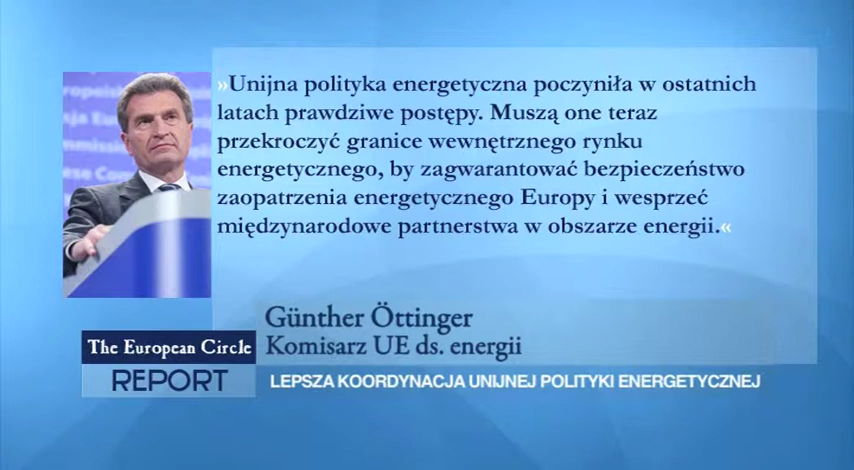 »Unijna polityka energetyczna poczyniła w ostatnich
latach prawdziwe postępy. Muszą one teraz
przekroczyć granice wewnętrznego rynku
energetycznego, by zagwarantować bezpieczeństwo
zaopatrzenia energetycznego Europy i wesprzeć
międzynarodowe partnerstwa w obszarze energii.«
Günther Öttinger
Komisarz UE ds. energii
The European Circle
REPORT
LEPSZA KOORDYNACJA UNIJNEJ POLITYKI ENERGETYCZNEJ